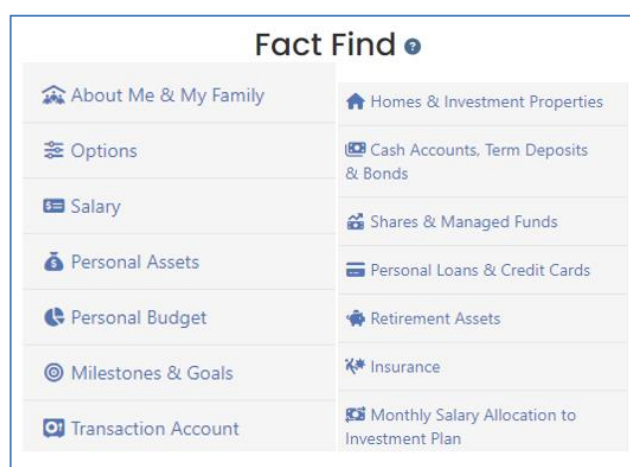 Fact Find
About Me & My Family
Options
Salary
Personal Assets
Personal Budget
Milestones & Goals
Transaction Account
Homes & Investment Properties
Cash Accounts, Term Deposits
& Bonds
Shares & Managed Funds
Personal Loans & Credit Cards
Retirement Assets
Insurance
Monthly Salary Allocation to
Investment Plan